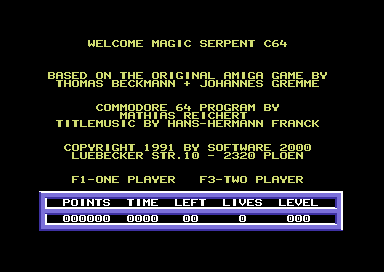 WELCOME MAGIC SERPENT C64
BASED ON THE ORIGINAL AMIGA GAME BY
THOMAS BECKMANN + JOHANNES GREMME
COMMODORE 64 PROGRAM BY
MATHIAS REICHERT
TITLEMUSIC BY HANS-HERMANN FRANCK
COPYRIGHT 1991 BY SOFTWARE 2000
LUEBECKER STR.10 - 2320 PLOEN
F1-ONE PLAYER F3-TWO PLAYER
POINTS TIME LEFT LIVES LEVEL
000000 0000 00 0 000